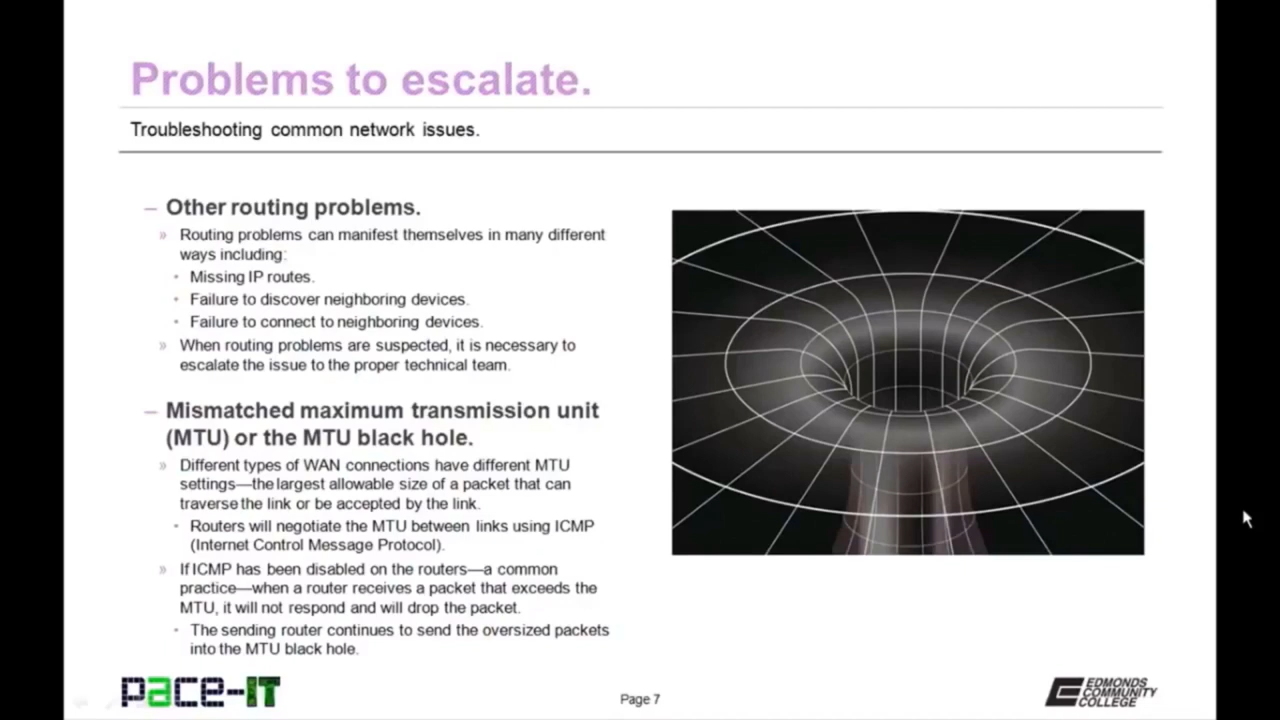 Problems to escalate.
Troubleshooting common network issues.
– Other routing problems.
» Routing problems can manifest themselves in many different
ways including:
• Missing IP routes.
• Failure to discover neighboring devices.
• Failure to connect to neighboring devices.
» When routing problems are suspected, it is necessary to
escalate the issue to the proper technical team.
– Mismatched maximum transmission unit
(MTU) or the MTU black hole.
» Different types of WAN connections have different MTU
settings—the largest allowable size of a packet that can
traverse the link or be accepted by the link.
• Routers will negotiate the MTU between links using ICMP
(Internet Control Message Protocol).
» If ICMP has been disabled on the routers—a common
practice—when a router receives a packet that exceeds the
MTU, it will not respond and will drop the packet.
• The sending router continues to send the oversized packets
into the MTU black hole.
pace-IT
Page 7
EDMONDS
COMMUNITY
COLLEGE